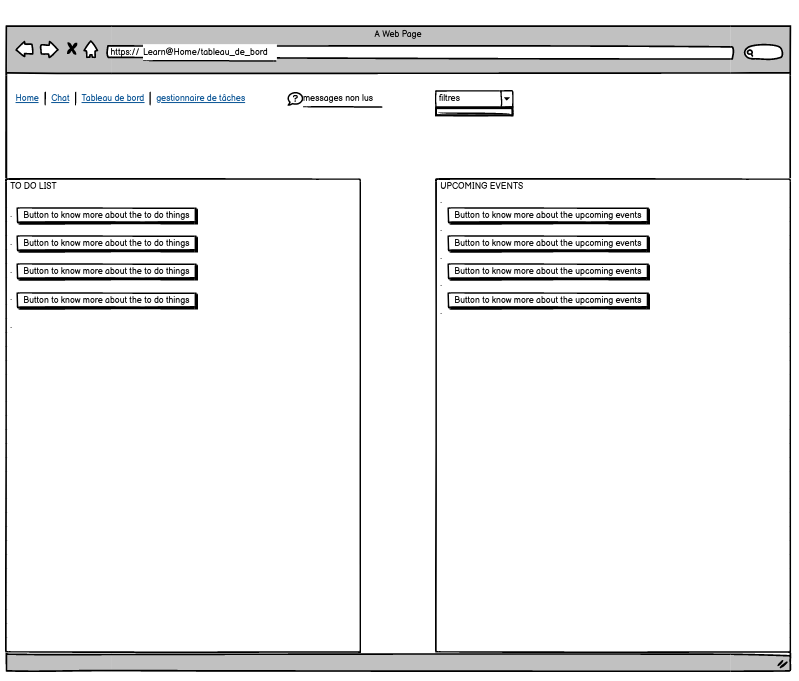 A Web Page
https:// Learn@Home/tableau_de_bord
Home Chat Tableau de bord gestionnaire de tâches messages non lus filtres
TO DO LIST
Button to know more about the to do things
Button to know more about the to do things
Button to know more about the to do things
Button to know more about the to do things
UPCOMING EVENTS
Button to know more about the upcoming events
Button to know more about the upcoming events
Button to know more about the upcoming events
Button to know more about the upcoming events